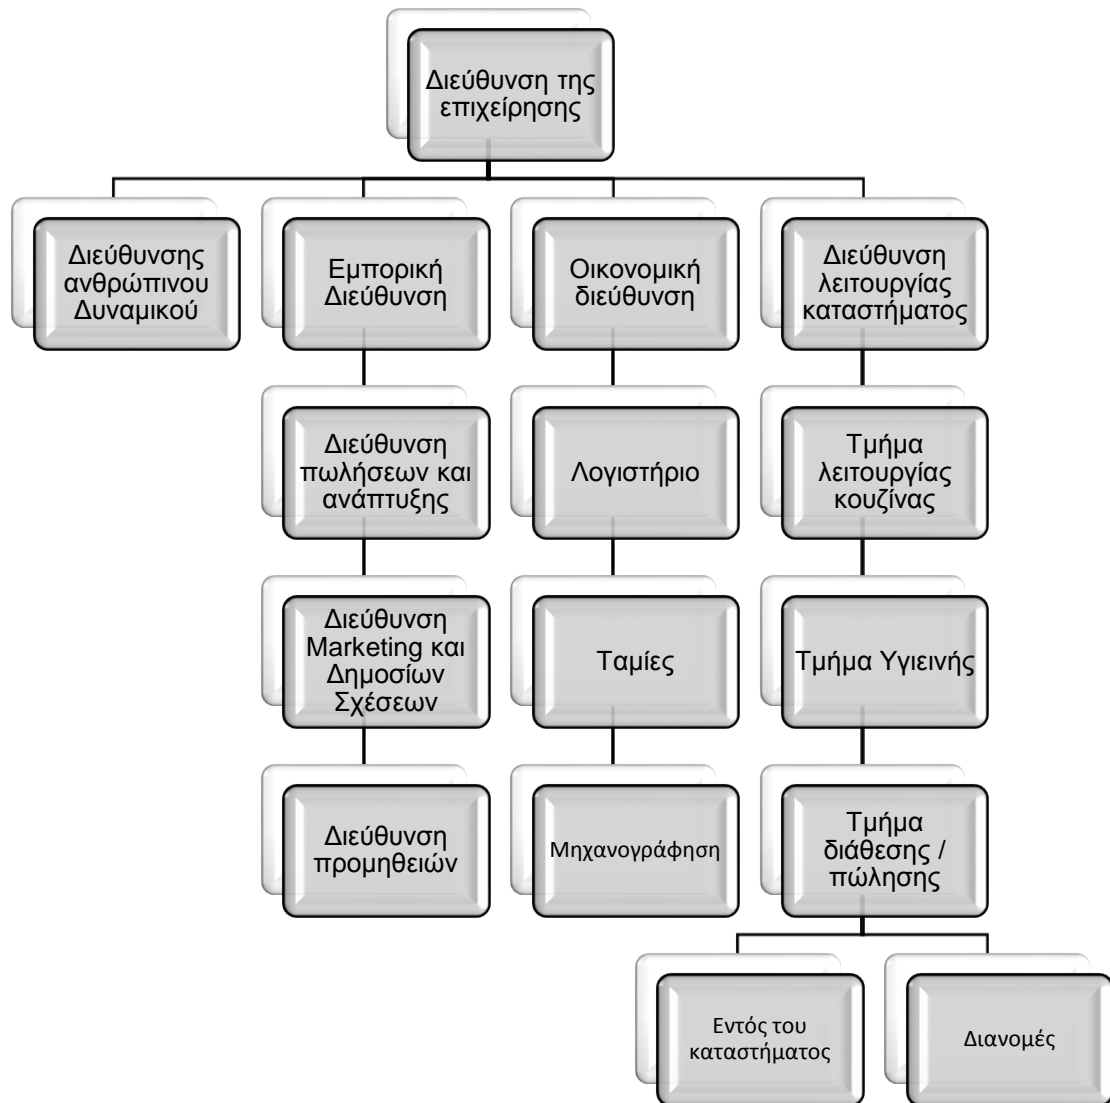 Διεύθυνση της
επιχείρησης
Διεύθυνσης
ανθρώπινου
Δυναμικού
Εμπορική
Διεύθυνση
Οικονομική
διεύθυνση
Διεύθυνση
λειτουργίας
καταστήματος
Διεύθυνση
πωλήσεων και
ανάπτυξης
Λογιστήριο
Τμήμα
λειτουργίας
κουζίνας
Διεύθυνση
Marketing και
Δημοσίων
Σχέσεων
Ταμίες
Τμήμα Υγιεινής
Διεύθυνση
προμηθειών
Μηχανογράφηση
Τμήμα
διάθεσης /
πώλησης
Εντός του
καταστήματος
Διανομές